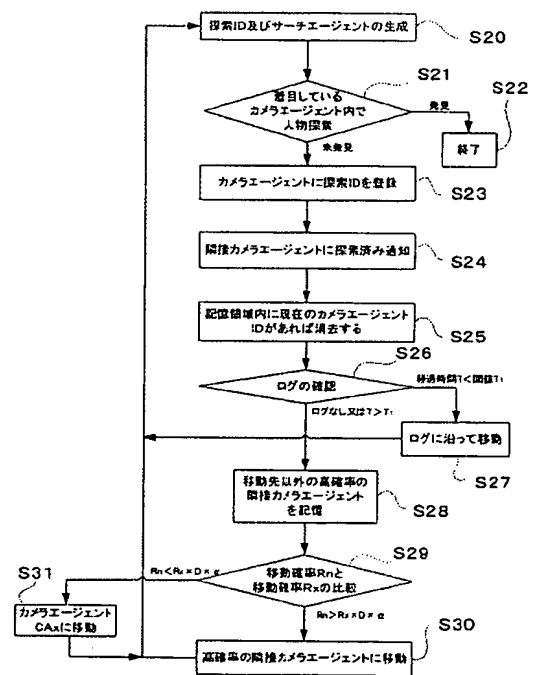 探索ID及びサーチエージェントの生成
S20
S21
着目している
カメラエージェント内で
人物探索
発見
S22
終了
未発見
カメラエージェントに探索IDを登録
S23
隣接カメラエージェントに探索済み通知
S24
記憶領域内に現在のカメラエージェント
IDがあれば消去する
S25
S26
ログの確認
経過時間T<閾値T₁
ログなし又はT>T₁
ログに沿って移動
S27
移動先以外の高確率の
隣接カメラエージェント
を記憶
S28
S29
移動確率Rnと
移動確率Rxの比較
Rn<Rx×D×α
S31
カメラエージェント
CAxに移動
Rn>Rx×D×α
S30
高確率の隣接カメラエージェントに移動